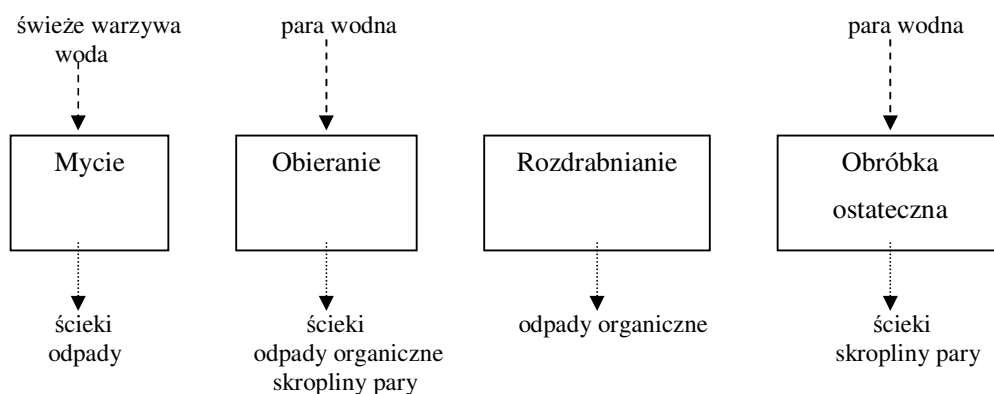 świeże warzywa
woda
para wodna
para wodna
Mycie
Obieranie
Rozdrabnianie
Obróbka
ostateczna
ścieki
odpady
ścieki
odpady organiczne
skropliny pary
odpady organiczne
ścieki
skropliny pary